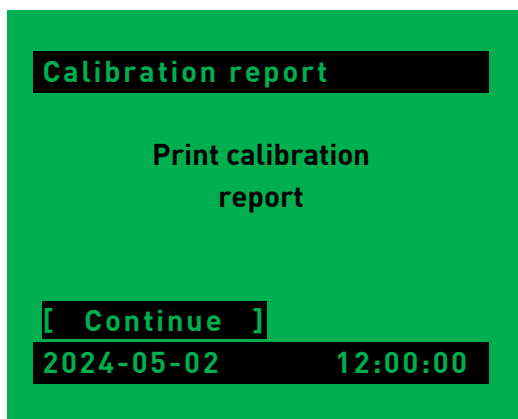 Calibration report
Print calibration
report
[ Continue ]
2024-05-02 12:00:00